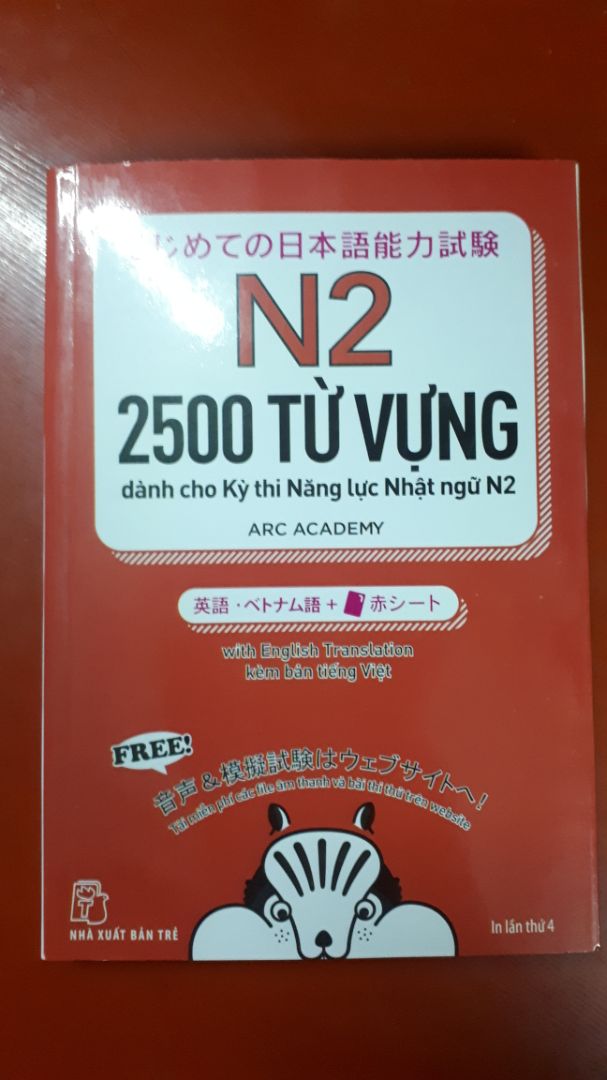 はじめての日本語能力試験
N2
2500 TỪ VỰNG
dành cho Kỳ thi Năng lực Nhật ngữ N2
ARC ACADEMY
英語・ベトナム語 + 赤シート
with English Translation
kèm bản tiếng Việt
FREE!
音声&模擬試験はウェブサイトへ!
Tải miễn phí các file âm thanh và bài thi thử trên website
T
NHÀ XUẤT BẢN TRẺ
In lần thứ 4